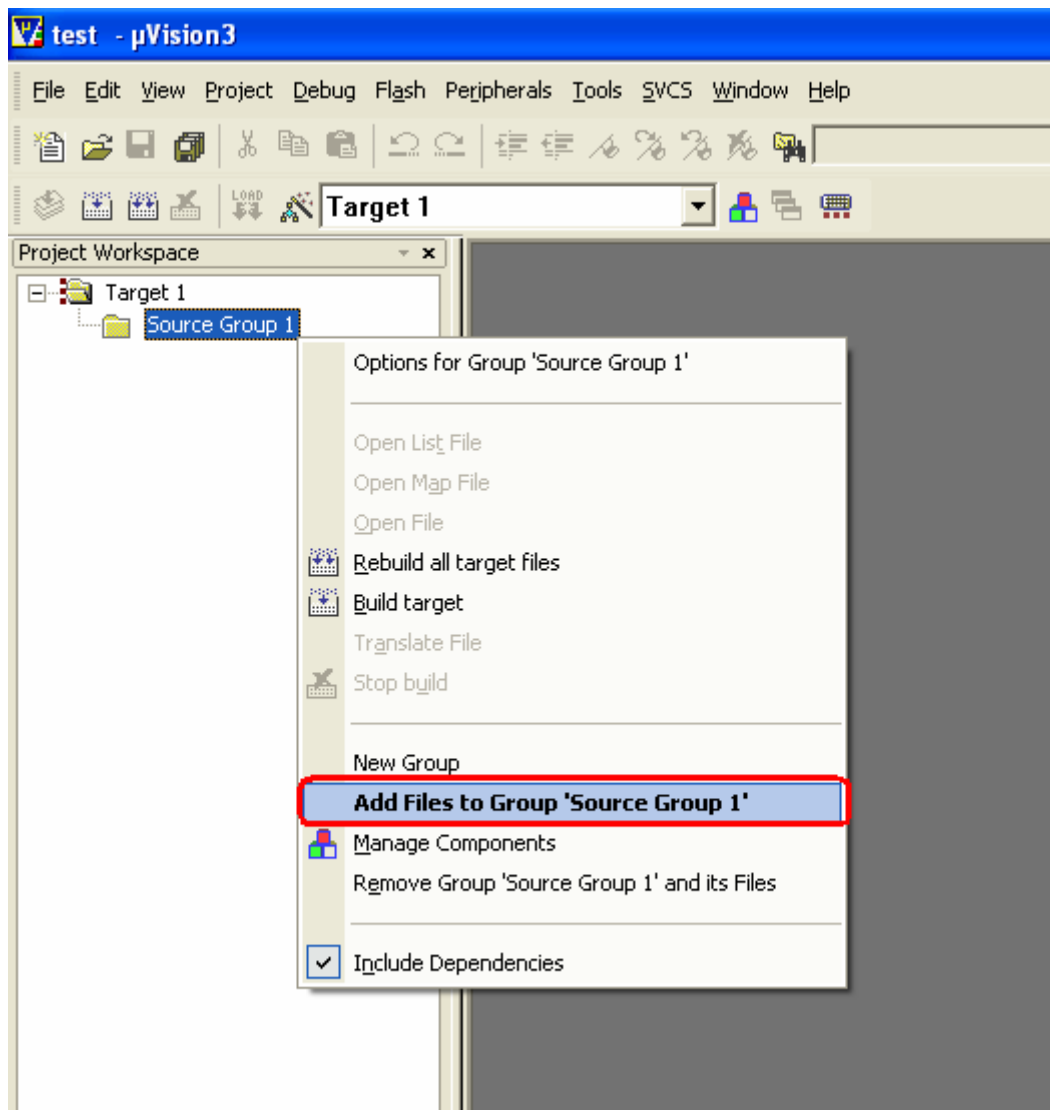 test - µVision3
File Edit View Project Debug Flash Peripherals Tools SVCS Window Help
LOAD Target 1
Project Workspace
Target 1
Source Group 1
Options for Group 'Source Group 1'
Open List File
Open Map File
Open File
Rebuild all target files
Build target
Translate File
Stop build
New Group
Add Files to Group 'Source Group 1'
Manage Components
Remove Group 'Source Group 1' and its Files
Include Dependencies